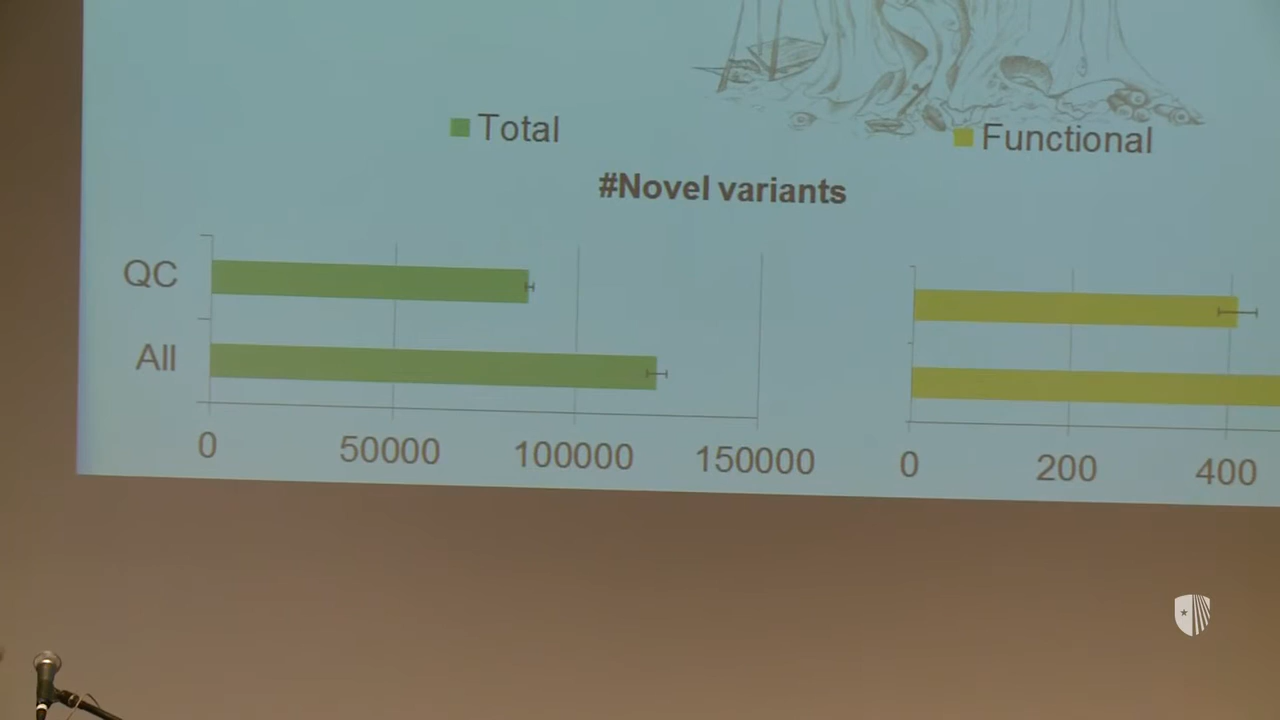 Total
Functional
#Novel variants
QC
All
0 50000 100000 150000
0 200 400